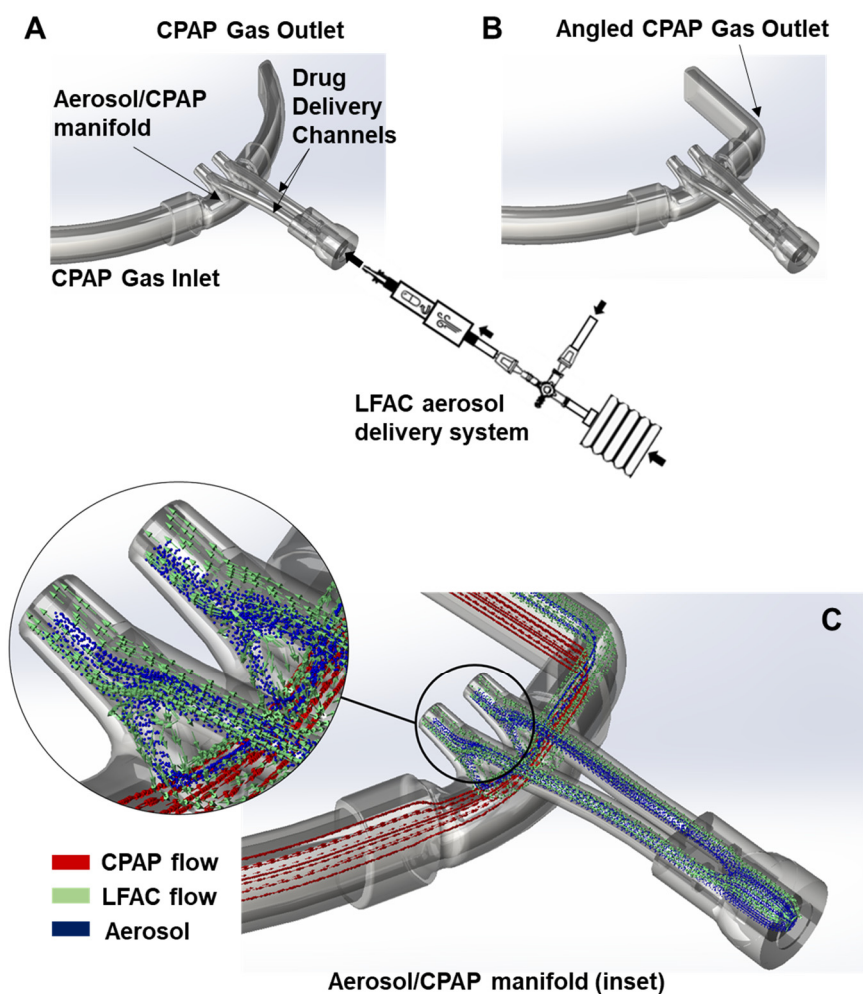 A
CPAP Gas Outlet
Drug
Delivery
Channels
Aerosol/CPAP
manifold
CPAP Gas Inlet
B
Angled CPAP Gas Outlet
LFAC aerosol
delivery system
C
CPAP flow
LFAC flow
Aerosol
Aerosol/CPAP manifold (inset)